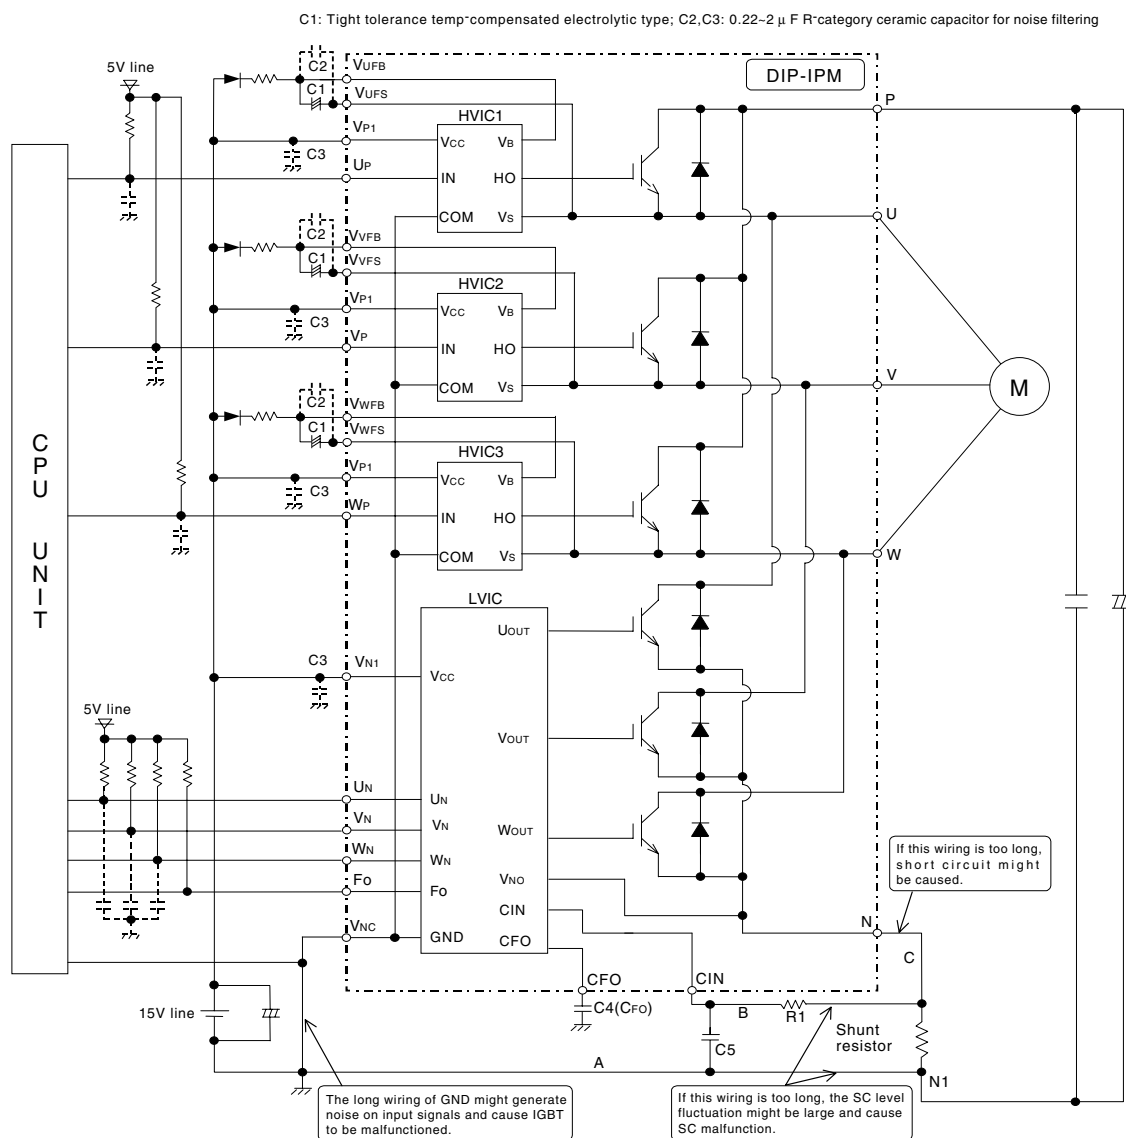 C1: Tight tolerance temp-compensated electrolytic type; C2,C3: 0.22~2 μ F R-category ceramic capacitor for noise filtering
5V line
C2
VUFB
DIP-IPM
C1
VUFS
P
HVIC1
VP1
VCC
VB
C3
UP
IN
HO
COM
VS
U
C2
VVFB
C1
VVFS
HVIC2
VP1
VCC
VB
C3
VP
IN
HO
COM
VS
V
M
C2
VWFB
C1
VWFS
HVIC3
VP1
VCC
VB
C3
WP
IN
HO
COM
VS
W
CPU UNIT
LVIC
UOUT
C3
VN1
VCC
5V line
VOUT
UN
UN
VN
VN
WOUT
WN
WN
FO
Fo
VNO
CIN
VNC
GND
CFO
If this wiring is too long,
short circuit might
be caused.
N
C
CFO
CIN
15V line
C4(CFO)
B
R1
C5
Shunt
resistor
A
N1
The long wiring of GND might generate
noise on input signals and cause IGBT
to be malfunctioned.
If this wiring is too long, the SC level
fluctuation might be large and cause
SC malfunction.